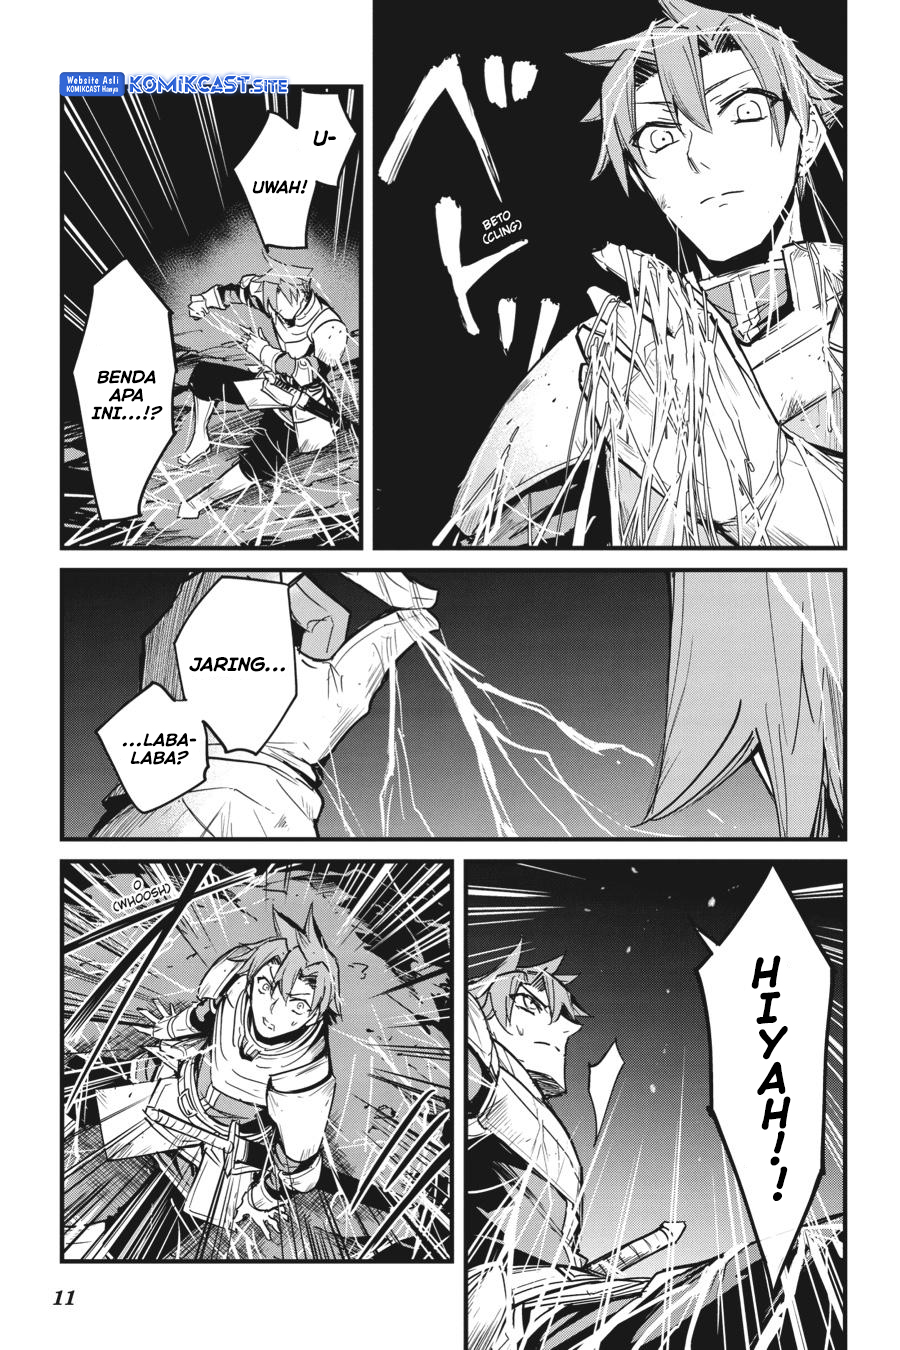 Website Asli
KOMIKCAST Hanya
KOMIKCAST.SITE
ベトッ
BETO
(CLING)
U-
UWAH!
BENDA
APA
INI...!?
JARING...
...LABA-
LABA?
HIYAH!!
O
(WHOOSH)
11